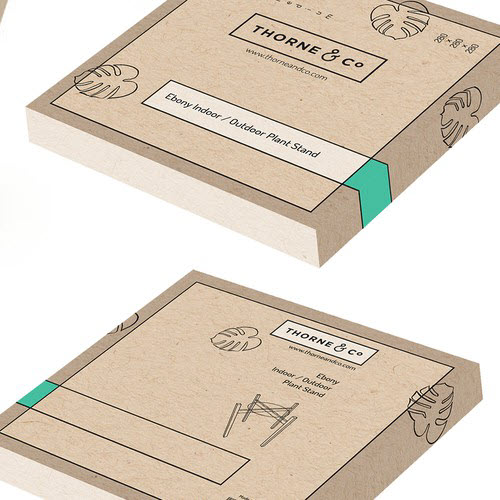 THORNE & Co
www.thorneandco.com
Ebony Indoor / Outdoor Plant Stand
THORNE & Co
www.thorneandco.com
Ebony
Indoor / Outdoor
Plant Stand